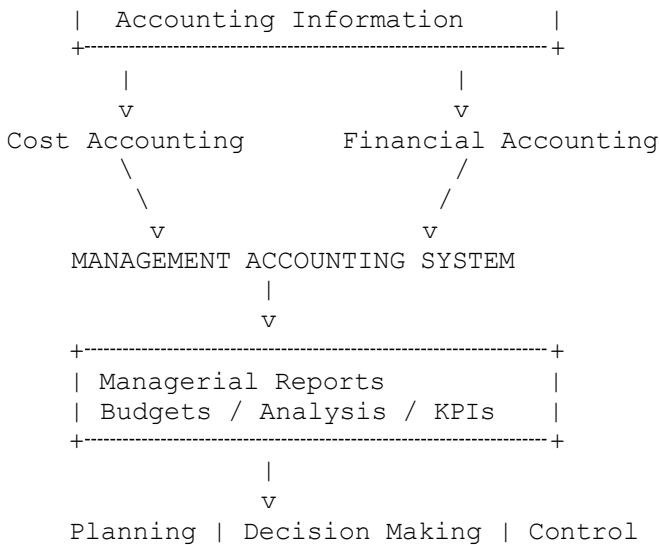 | Accounting Information |
+--------------------------------------------------+
| |
v v
Cost Accounting Financial Accounting
\ /
\ /
v v
MANAGEMENT ACCOUNTING SYSTEM
|
v
+--------------------------------------------------+
| Managerial Reports |
| Budgets / Analysis / KPIs |
+--------------------------------------------------+
|
v
Planning | Decision Making | Control